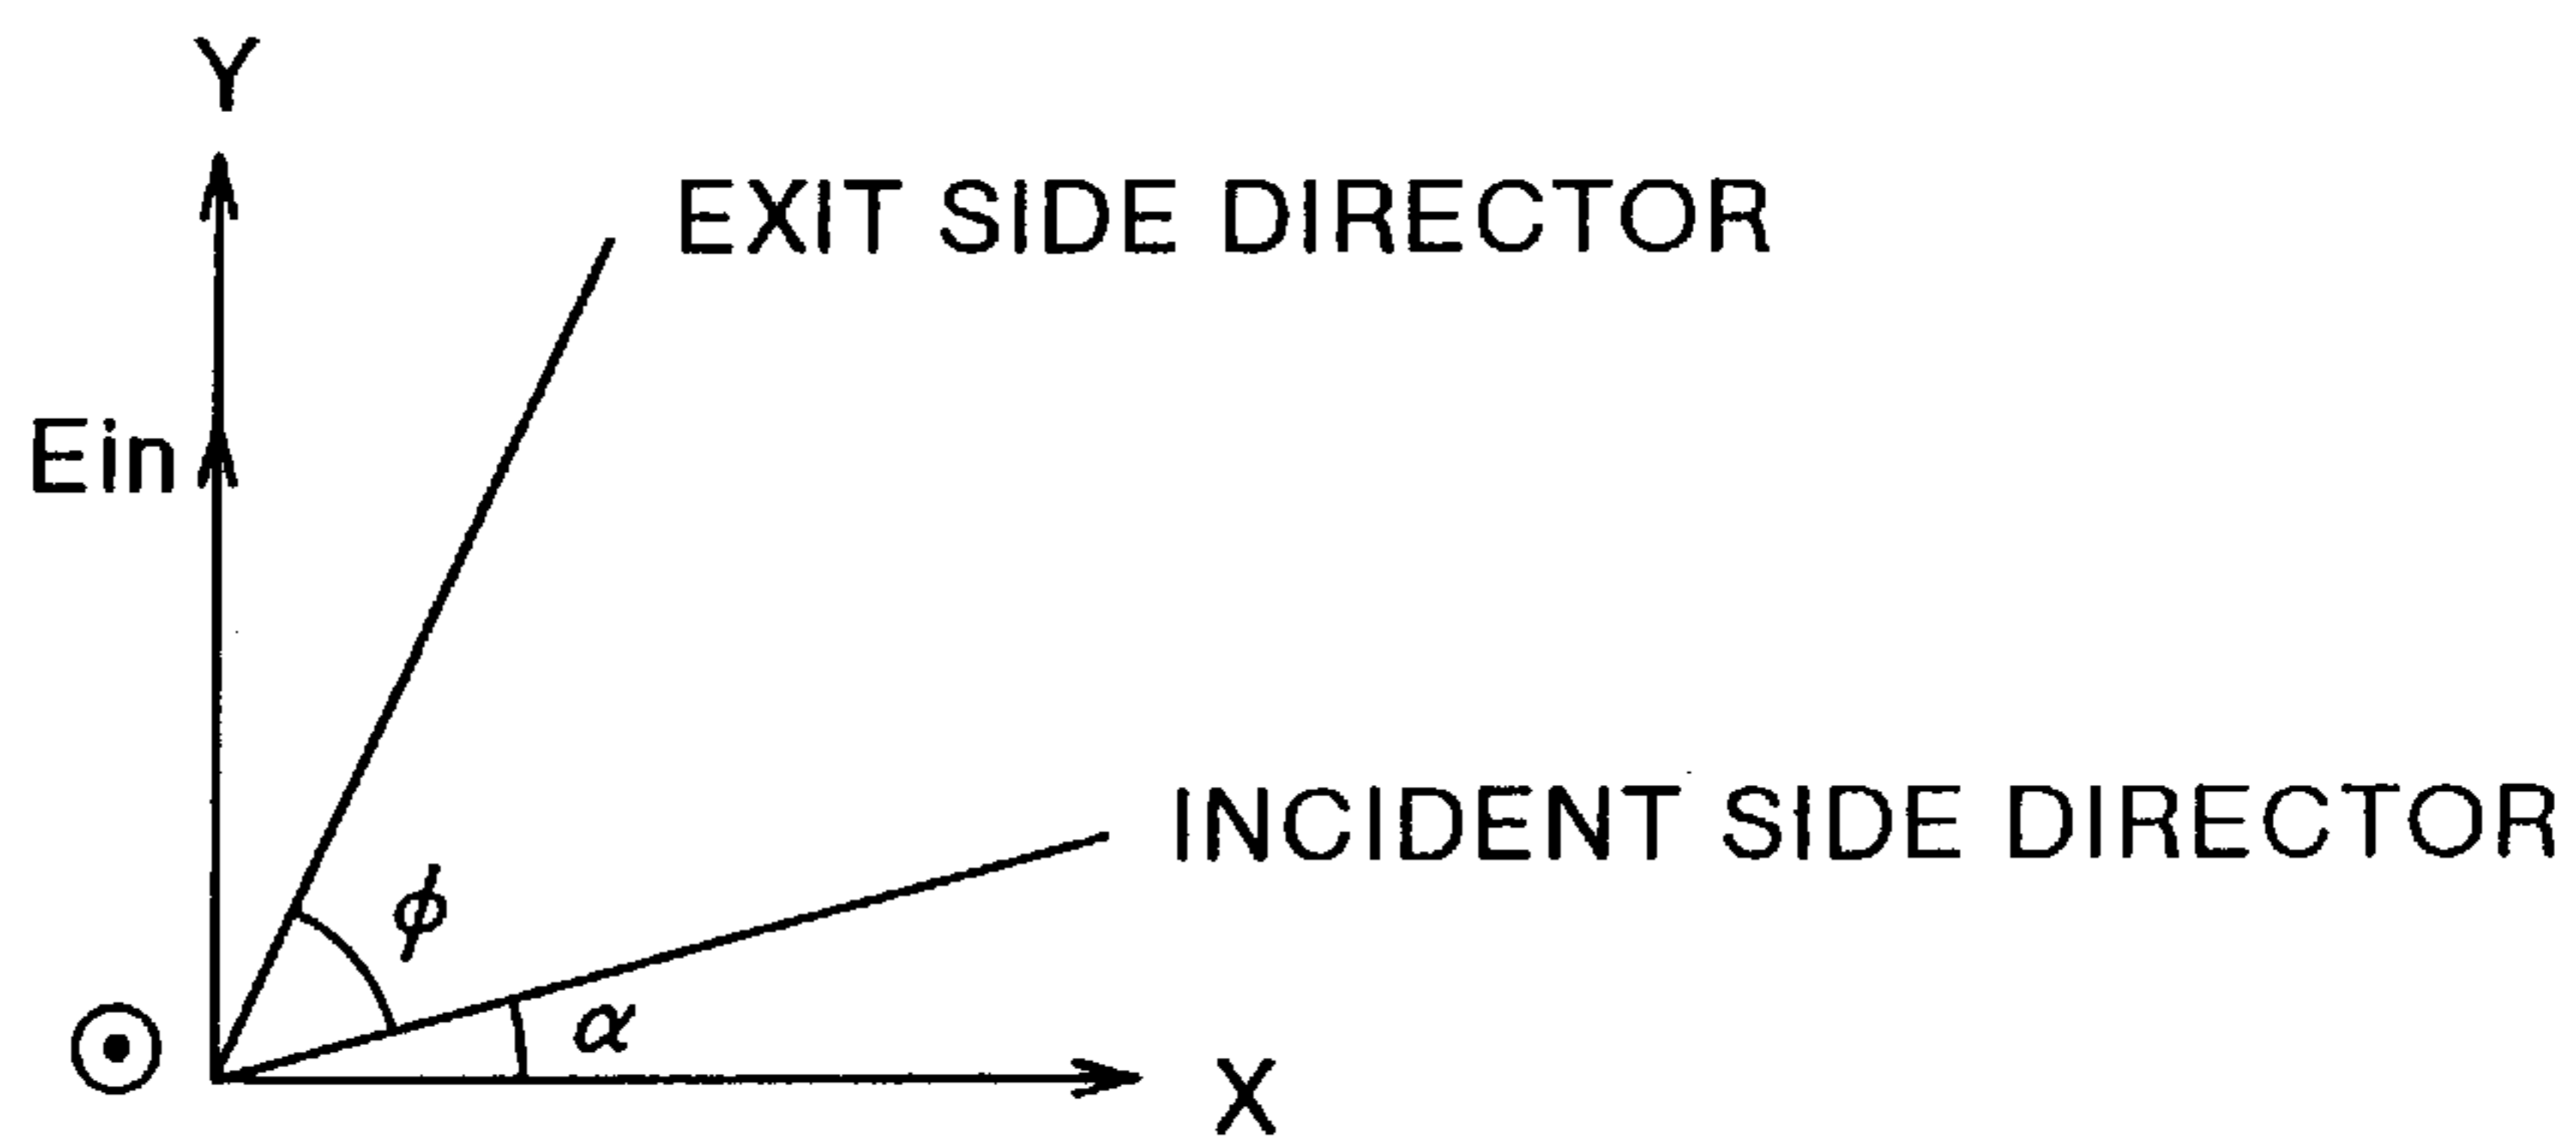 Y
EXIT SIDE DIRECTOR
Ein
INCIDENT SIDE DIRECTOR
ϕ
α
X